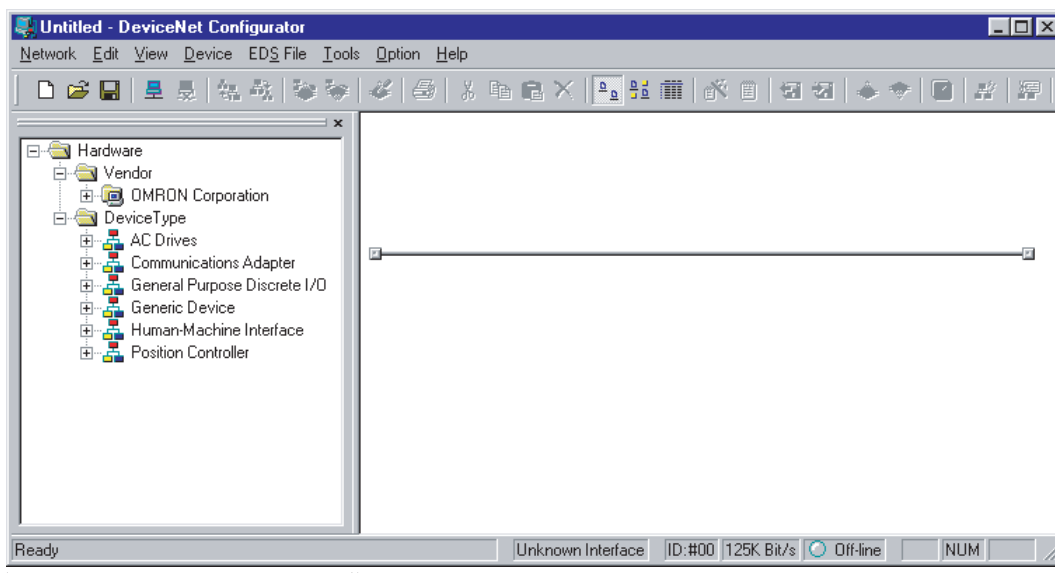 Untitled - DeviceNet Configurator
Network Edit View Device EDS File Tools Option Help
Hardware
Vendor
OMRON Corporation
DeviceType
AC Drives
Communications Adapter
General Purpose Discrete I/O
Generic Device
Human-Machine Interface
Position Controller
Ready Unknown Interface ID:#00 125K Bit/s Off-line NUM